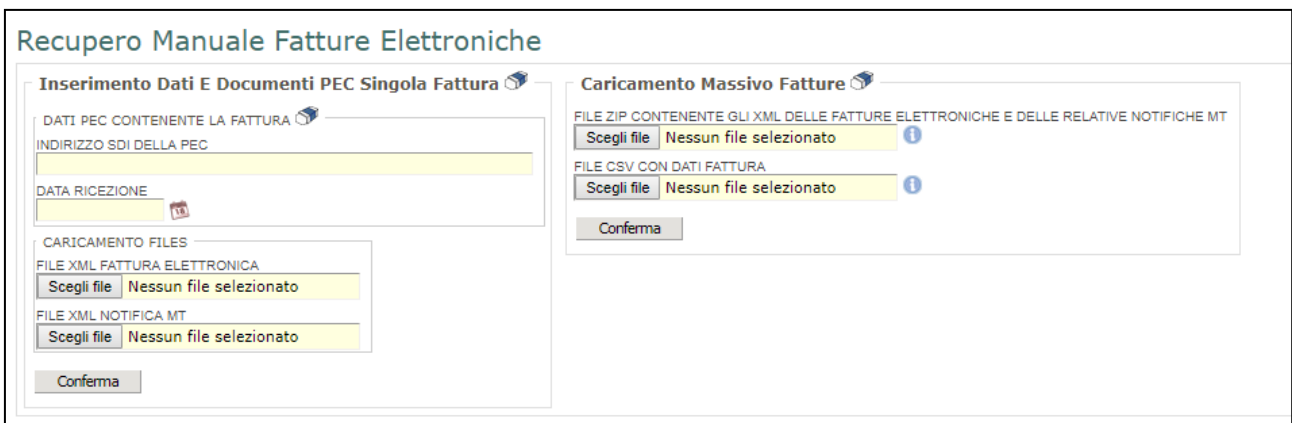 Recupero Manuale Fatture Elettroniche
Inserimento Dati E Documenti PEC Singola Fattura
DATI PEC CONTENENTE LA FATTURA
INDIRIZZO SDI DELLA PEC
DATA RICEZIONE
18
CARICAMENTO FILES
FILE XML FATTURA ELETTRONICA
Scegli file Nessun file selezionato
FILE XML NOTIFICA MT
Scegli file Nessun file selezionato
Conferma
Caricamento Massivo Fatture
FILE ZIP CONTENENTE GLI XML DELLE FATTURE ELETTRONICHE E DELLE RELATIVE NOTIFICHE MT
Scegli file Nessun file selezionato
FILE CSV CON DATI FATTURA
Scegli file Nessun file selezionato
Conferma